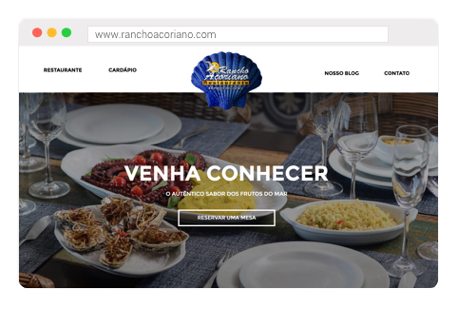 www.ranchoacoriano.com
RESTAURANTE
CARDÁPIO
Rancho
Açoriano
Restaurante
NOSSO BLOG
CONTATO
VENHA CONHECER
O AUTÊNTICO SABOR DOS FRUTOS DO MAR
RESERVAR UMA MESA